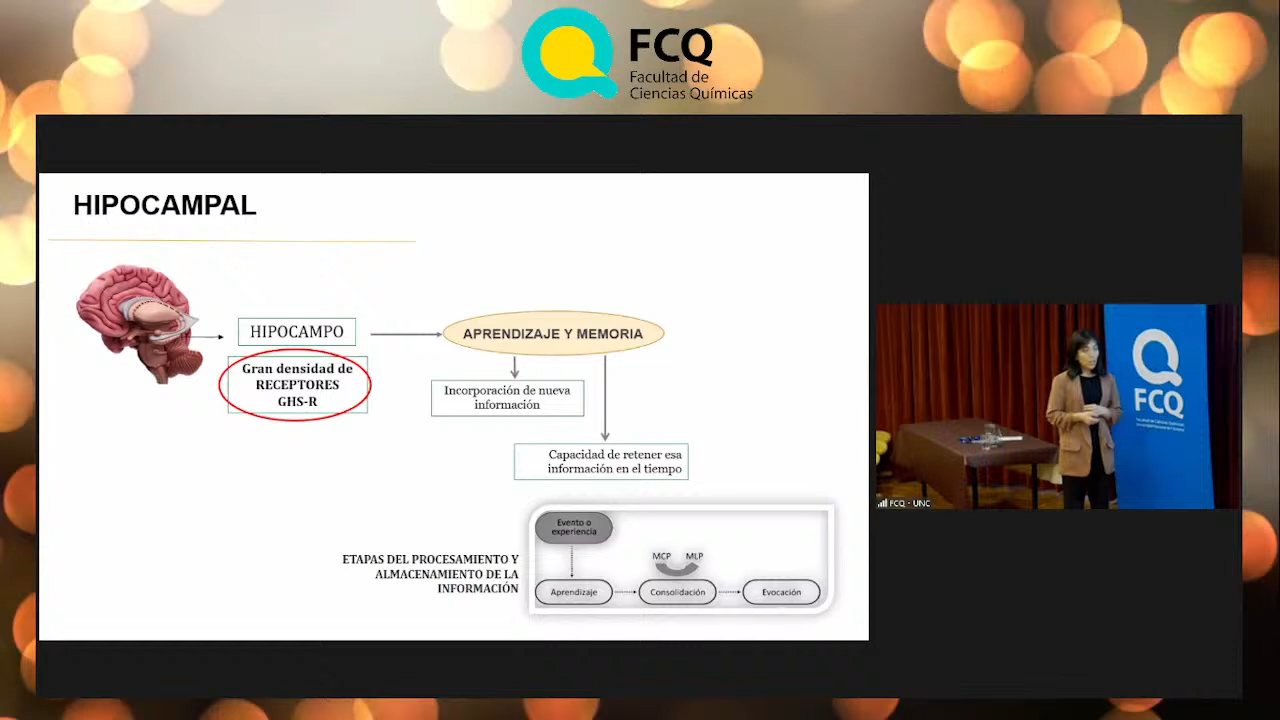 FCQ
Facultad de
Ciencias Químicas
HIPOCAMPAL
HIPOCAMPO
Gran densidad de
RECEPTORES
GHS-R
APRENDIZAJE Y MEMORIA
Incorporación de nueva
información
Capacidad de retener esa
información en el tiempo
ETAPAS DEL PROCESAMIENTO Y
ALMACENAMIENTO DE LA
INFORMACIÓN
Evento o
experiencia
MCP MLP
Aprendizaje
Consolidación
Evocación
FCQ
FCQ - UNC